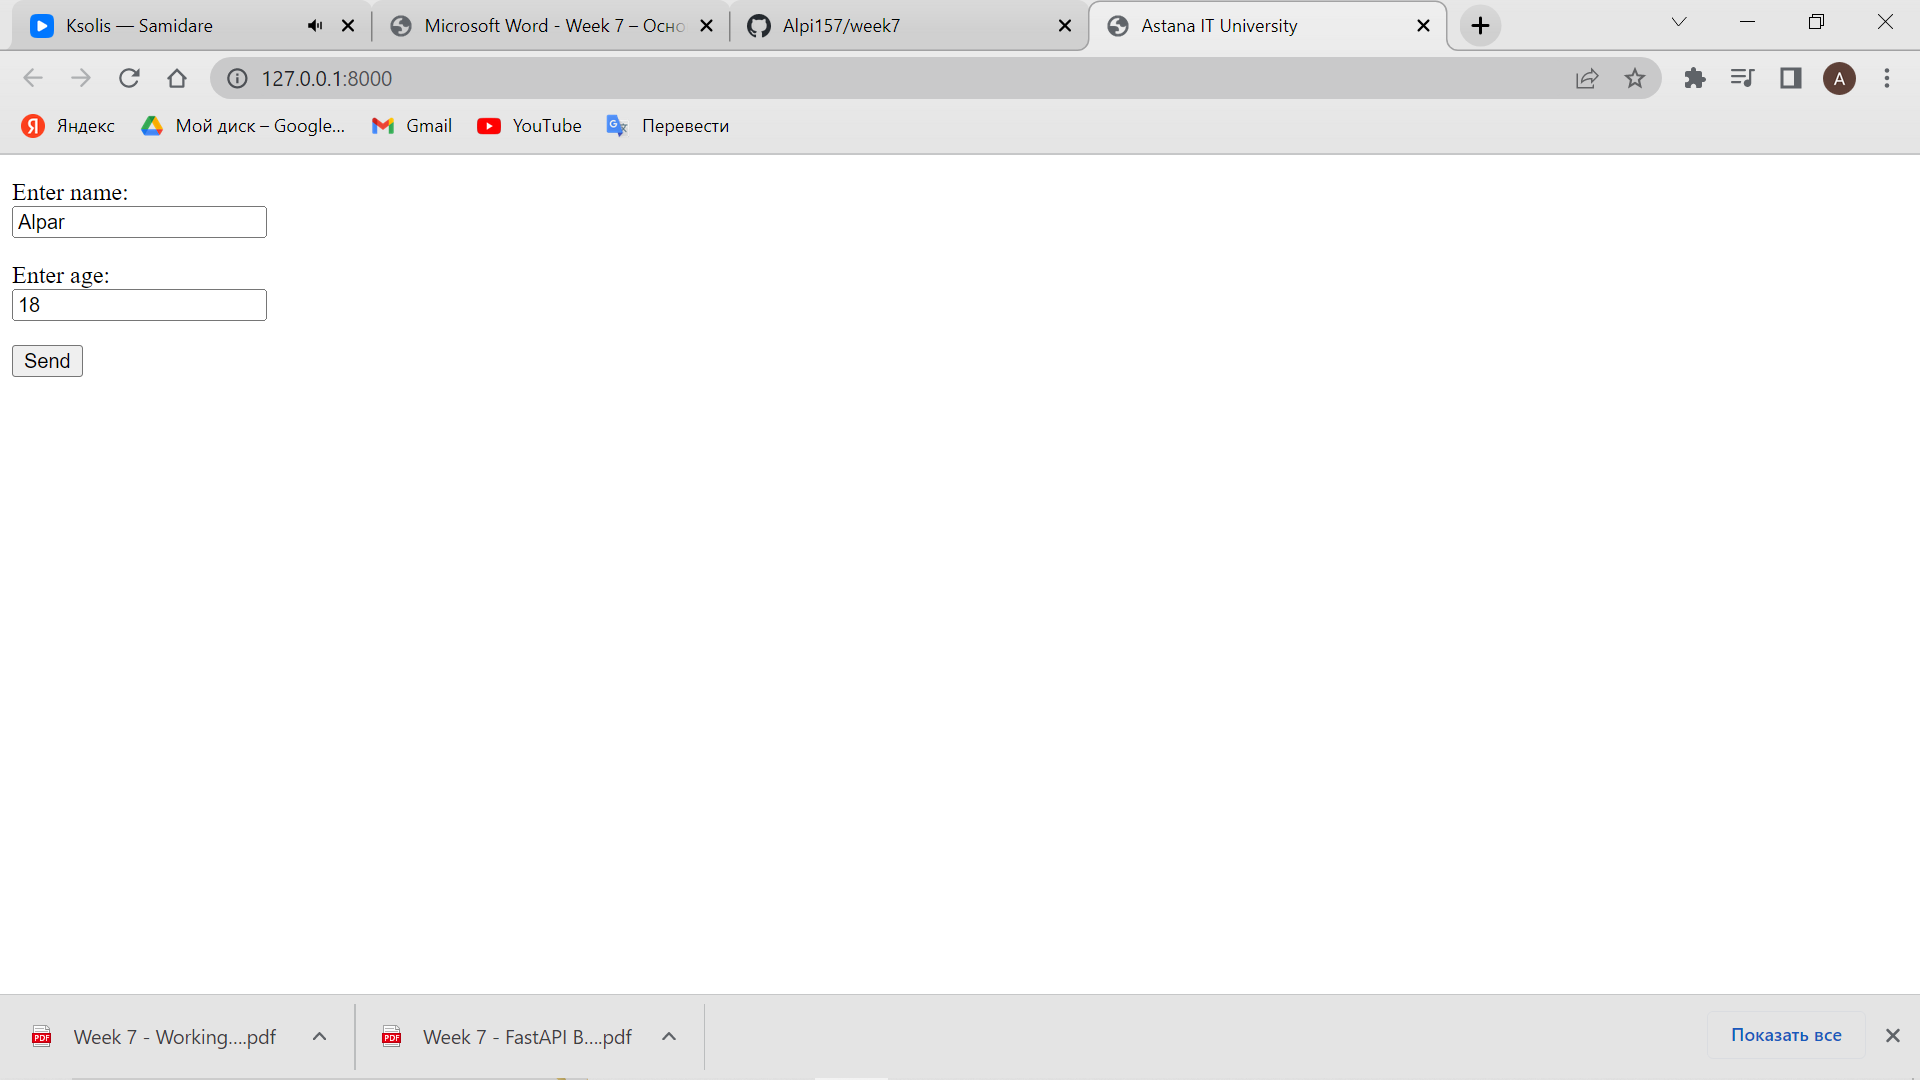 Ksolis — Samidare
Microsoft Word - Week 7 – Осно
Alpi157/week7
Astana IT University
127.0.0.1:8000
A
Яндекс
Мой диск – Google...
Gmail
YouTube
Перевести
Enter name:
Alpar
Enter age:
18
Send
PDF
Week 7 - Working....pdf
PDF
Week 7 - FastAPI B....pdf
Показать все